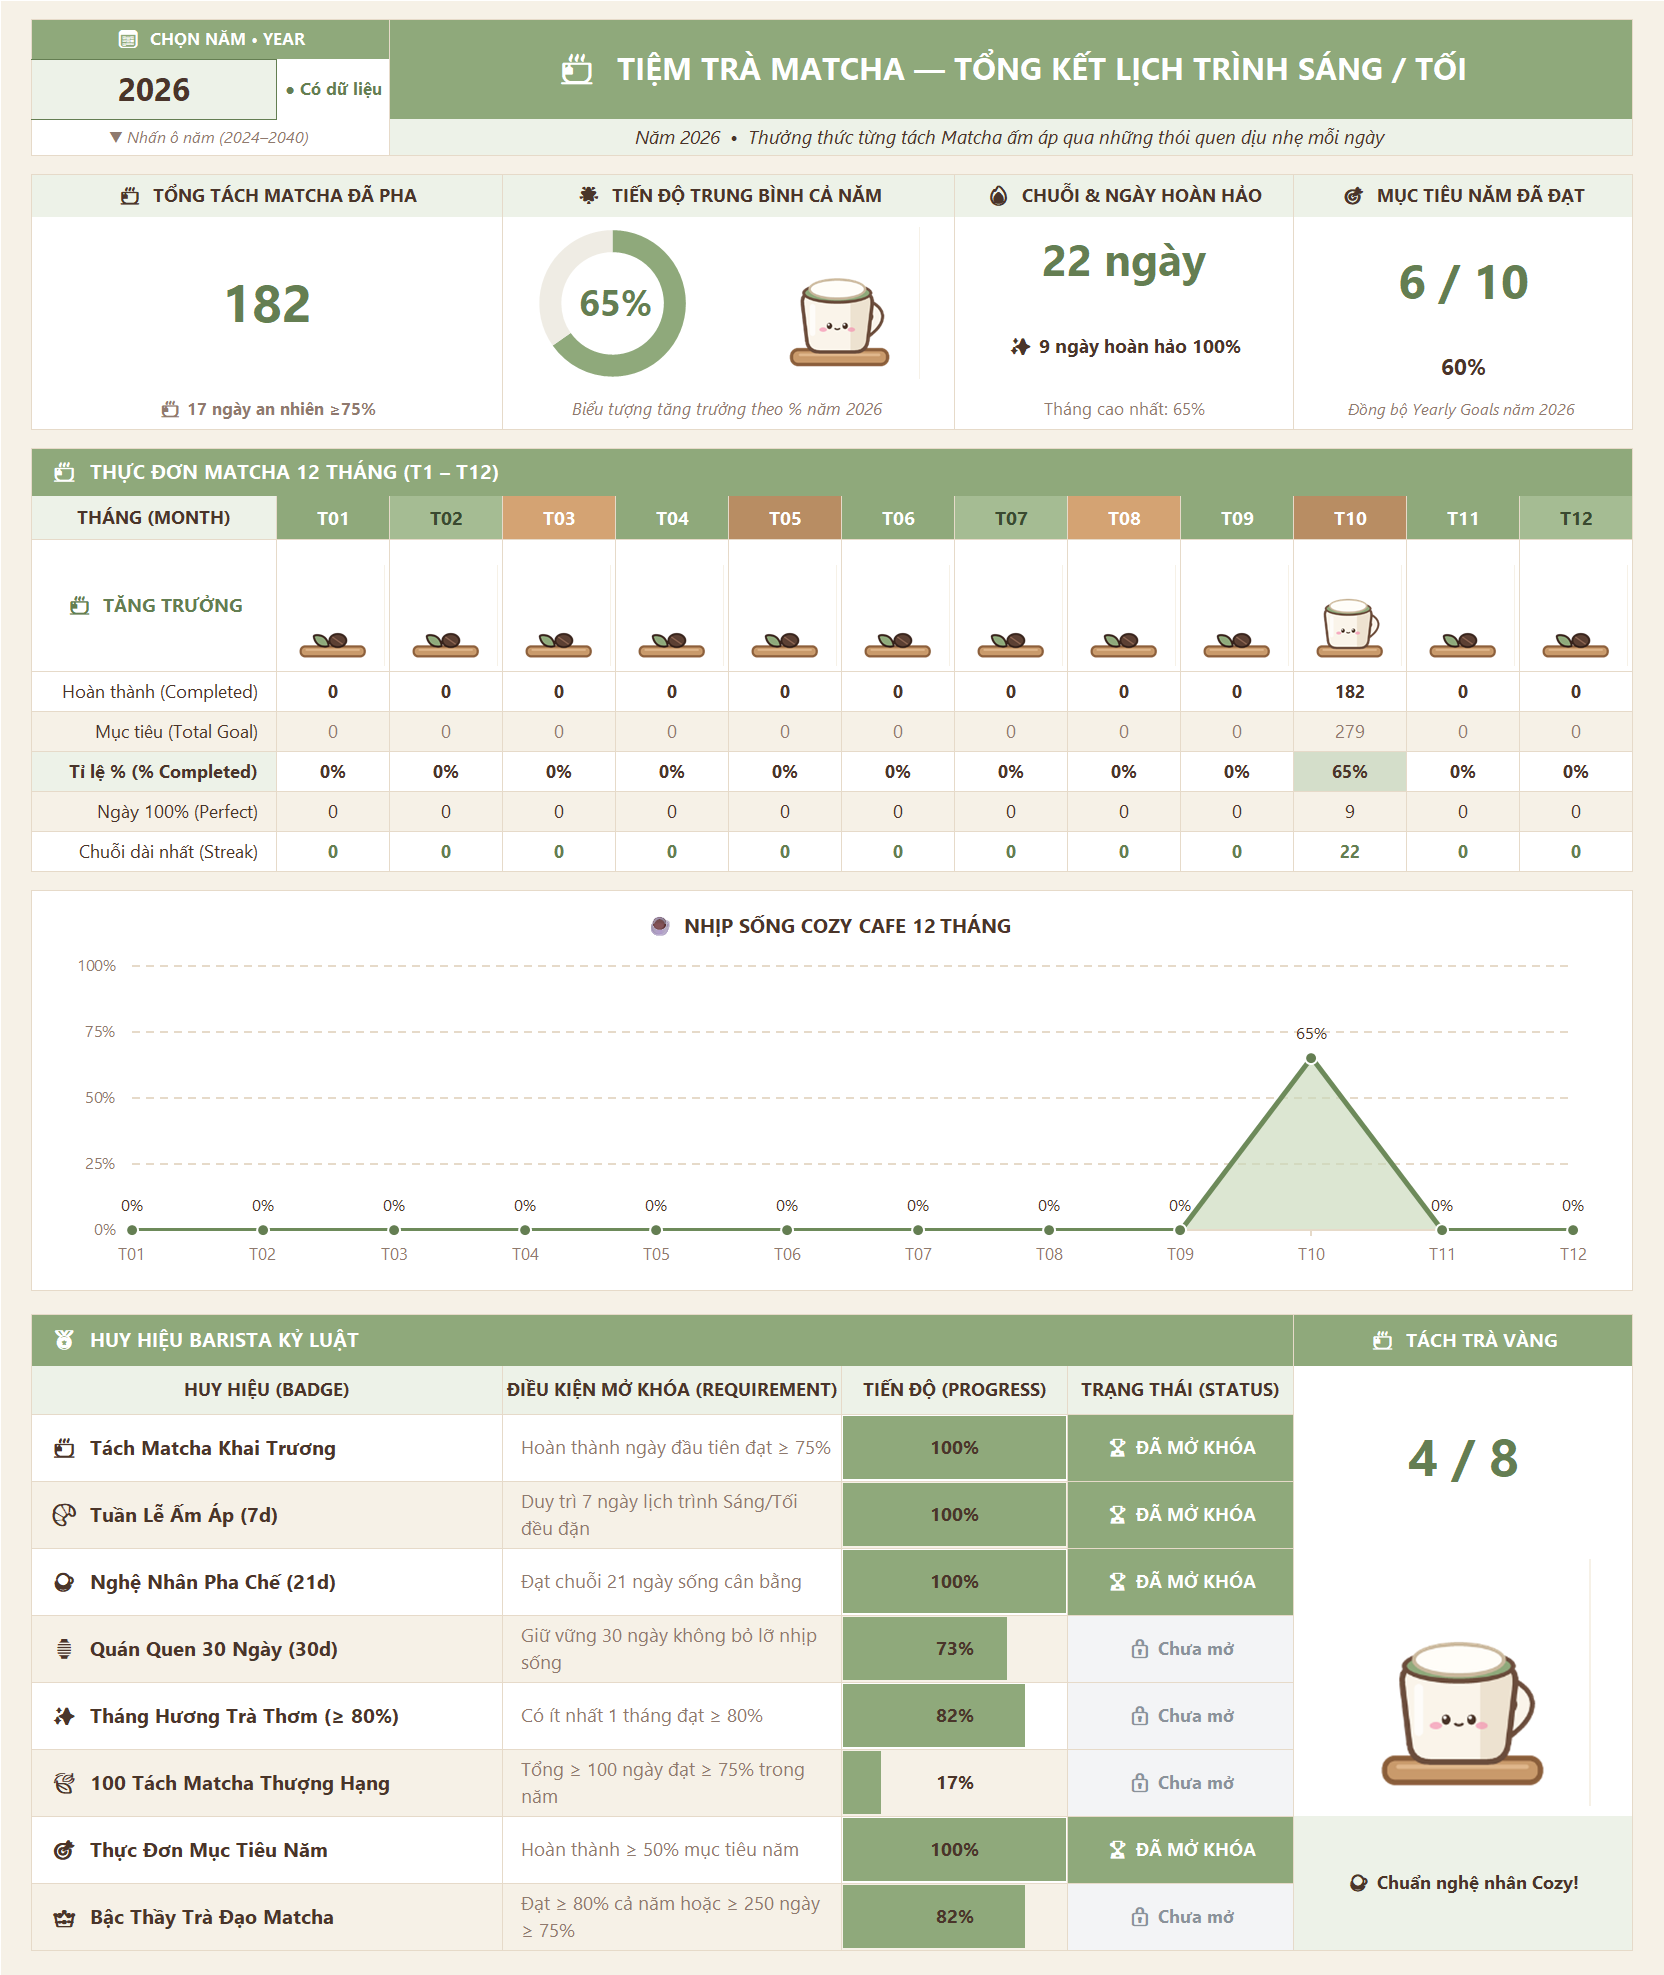 CHỌN NĂM • YEAR
2026
● Có dữ liệu
▼ Nhấn ô năm (2024–2040)
TIỆM TRÀ MATCHA — TỔNG KẾT LỊCH TRÌNH SÁNG / TỐI
Năm 2026 • Thưởng thức từng tách Matcha ấm áp qua những thói quen dịu nhẹ mỗi ngày
TỔNG TÁCH MATCHA ĐÃ PHA
182
17 ngày an nhiên ≥75%
TIẾN ĐỘ TRUNG BÌNH CẢ NĂM
65%
Biểu tượng tăng trưởng theo % năm 2026
CHUỖI & NGÀY HOÀN HẢO
22 ngày
9 ngày hoàn hảo 100%
Tháng cao nhất: 65%
MỤC TIÊU NĂM ĐÃ ĐẠT
6 / 10
60%
Đồng bộ Yearly Goals năm 2026
THỰC ĐƠN MATCHA 12 THÁNG (T1 – T12)
THÁNG (MONTH) T01 T02 T03 T04 T05 T06 T07 T08 T09 T10 T11 T12
TĂNG TRƯỞNG
Hoàn thành (Completed) 0 0 0 0 0 0 0 0 0 182 0 0
Mục tiêu (Total Goal) 0 0 0 0 0 0 0 0 0 279 0 0
Tỉ lệ % (% Completed) 0% 0% 0% 0% 0% 0% 0% 0% 0% 65% 0% 0%
Ngày 100% (Perfect) 0 0 0 0 0 0 0 0 0 9 0 0
Chuỗi dài nhất (Streak) 0 0 0 0 0 0 0 0 0 22 0 0
NHỊP SỐNG COZY CAFE 12 THÁNG
100%
75%
65%
50%
25%
0% 0% 0% 0% 0% 0% 0% 0% 0% 0% 0%
0%
T01 T02 T03 T04 T05 T06 T07 T08 T09 T10 T11 T12
HUY HIỆU BARISTA KỶ LUẬT
HUY HIỆU (BADGE) ĐIỀU KIỆN MỞ KHÓA (REQUIREMENT) TIẾN ĐỘ (PROGRESS) TRẠNG THÁI (STATUS)
Tách Matcha Khai Trương Hoàn thành ngày đầu tiên đạt ≥ 75% 100% ĐÃ MỞ KHÓA
Tuần Lễ Ấm Áp (7d) Duy trì 7 ngày lịch trình Sáng/Tối
đều đặn 100% ĐÃ MỞ KHÓA
Nghệ Nhân Pha Chế (21d) Đạt chuỗi 21 ngày sống cân bằng 100% ĐÃ MỞ KHÓA
Quán Quen 30 Ngày (30d) Giữ vững 30 ngày không bỏ lỡ nhịp
sống 73% Chưa mở
Tháng Hương Trà Thơm (≥ 80%) Có ít nhất 1 tháng đạt ≥ 80% 82% Chưa mở
100 Tách Matcha Thượng Hạng Tổng ≥ 100 ngày đạt ≥ 75% trong
năm 17% Chưa mở
Thực Đơn Mục Tiêu Năm Hoàn thành ≥ 50% mục tiêu năm 100% ĐÃ MỞ KHÓA
Bậc Thầy Trà Đạo Matcha Đạt ≥ 80% cả năm hoặc ≥ 250 ngày
≥ 75% 82% Chưa mở
TÁCH TRÀ VÀNG
4 / 8
Chuẩn nghệ nhân Cozy!